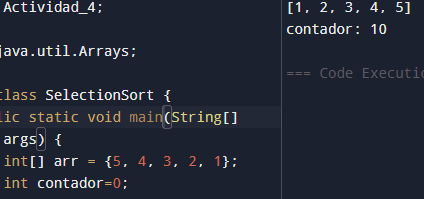 Actividad_4;
java.util.Arrays;
class SelectionSort {
lic static void main(String[]
args) {
int[] arr = {5, 4, 3, 2, 1};
int contador=0;
[1, 2, 3, 4, 5]
contador: 10
=== Code Executi